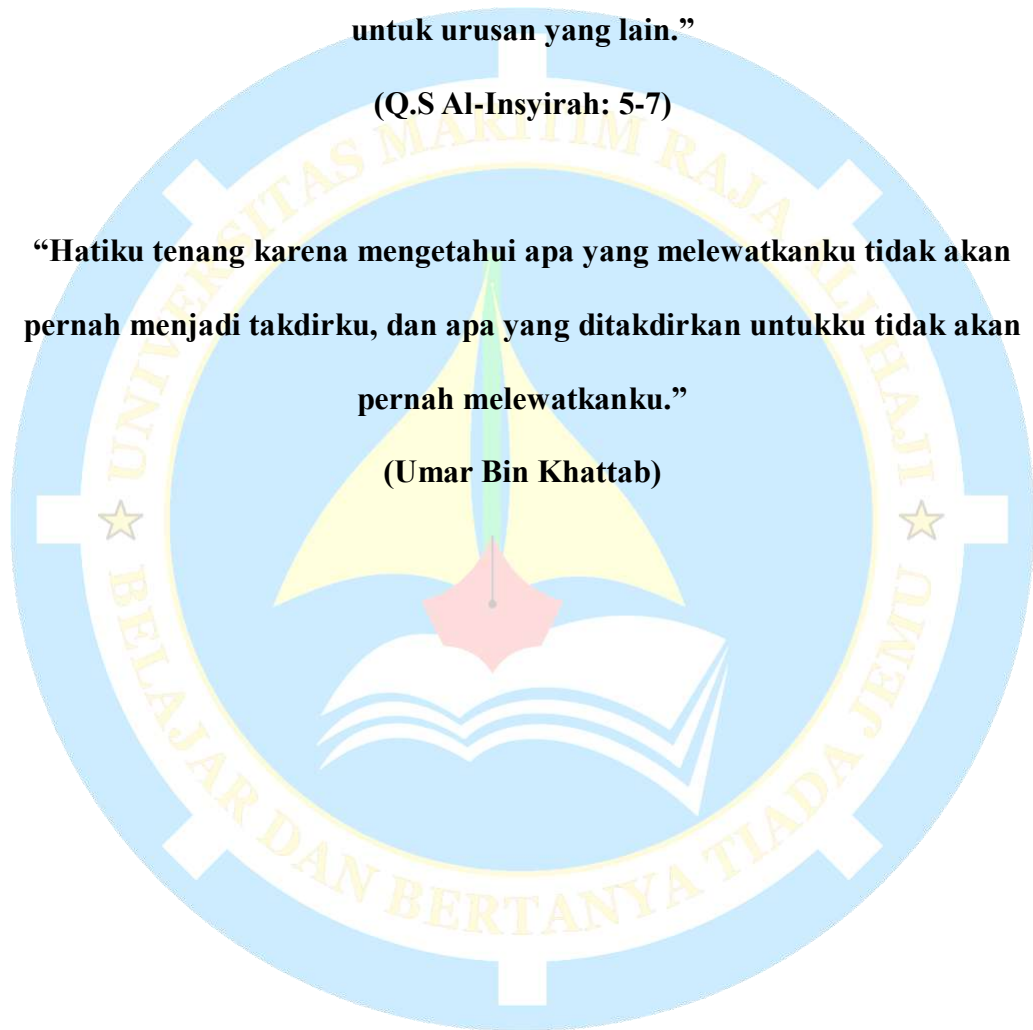 untuk urusan yang lain.”
(Q.S Al-Insyirah: 5-7)
“Hatiku tenang karena mengetahui apa yang melewatkanku tidak akan
pernah menjadi takdirku, dan apa yang ditakdirkan untukku tidak akan
pernah melewatkanku.”
(Umar Bin Khattab)
UNIVERSITAS MARITIM RAJA ALI HAJI
BELAJAR DAN BERTANYA TIADA JEMU